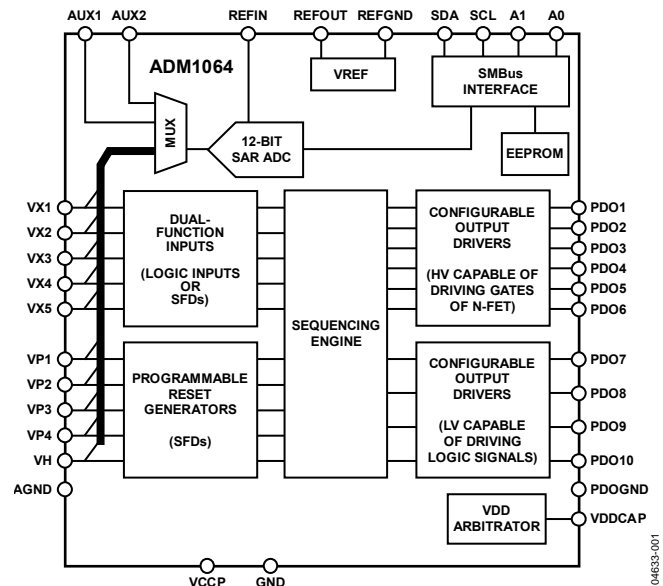 AUX1 AUX2 REFIN REFOUT REFGND SDA SCL A1 A0
ADM1064
VREF
SMBus
INTERFACE
MUX
12-BIT
SAR ADC
EEPROM
VX1
VX2
VX3
VX4
VX5
DUAL-
FUNCTION
INPUTS
(LOGIC INPUTS
OR
SFDs)
SEQUENCING
ENGINE
CONFIGURABLE
OUTPUT
DRIVERS
(HV CAPABLE OF
DRIVING GATES
OF N-FET)
PDO1
PDO2
PDO3
PDO4
PDO5
PDO6
VP1
VP2
VP3
VP4
VH
PROGRAMMABLE
RESET
GENERATORS
(SFDs)
CONFIGURABLE
OUTPUT
DRIVERS
(LV CAPABLE
OF DRIVING
LOGIC SIGNALS)
PDO7
PDO8
PDO9
PDO10
AGND
PDOGND
VDD
ARBITRATOR
VDDCAP
VCCP GND
04633-001